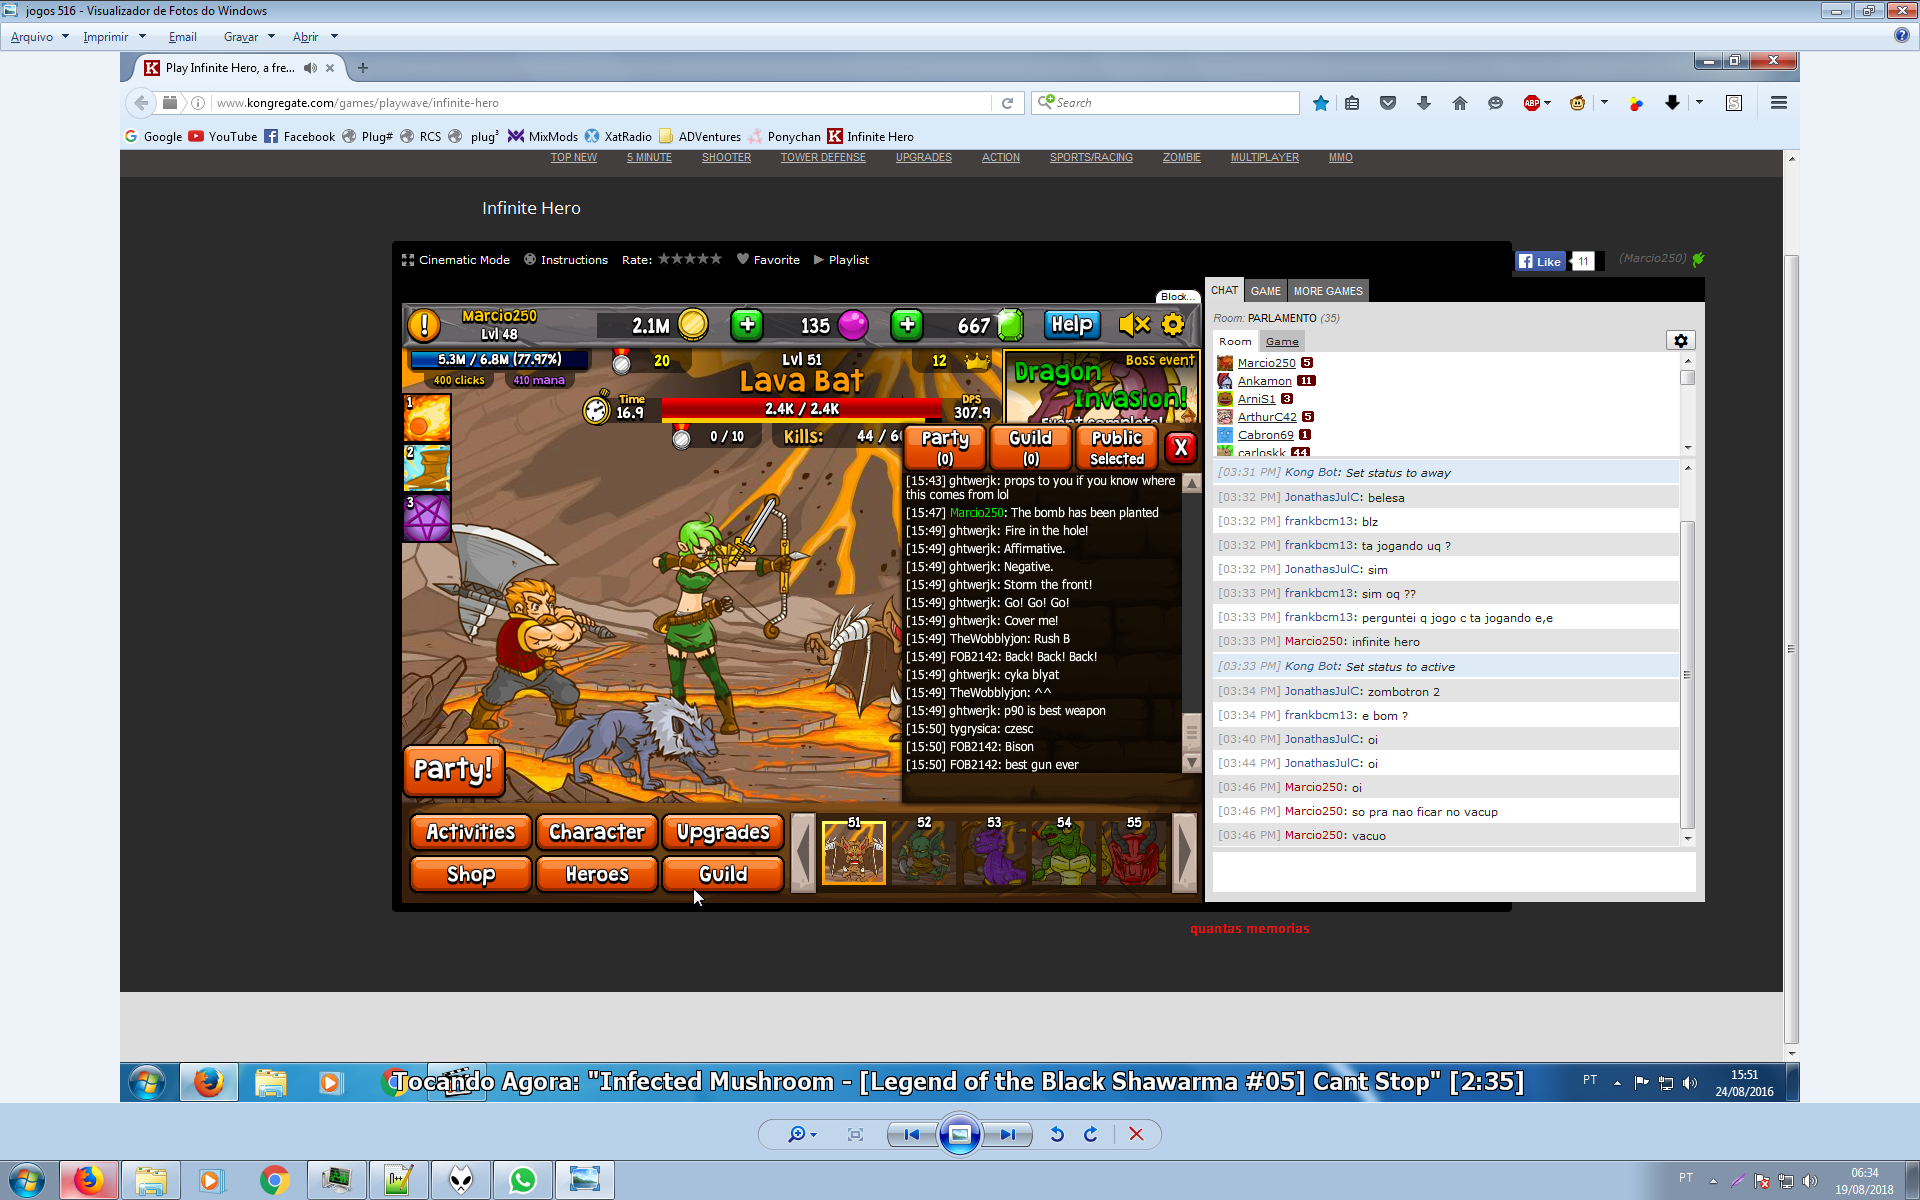 jogos 516 - Visualizador de Fotos do Windows
Arquivo Imprimir Email Gravar Abrir
Play Infinite Hero, a fre...
www.kongregate.com/games/playwave/infinite-hero
Search
ABP
Google YouTube Facebook Plug# RCS plug³ MixMods XatRadio ADVentures Ponychan Infinite Hero
TOP NEW 5 MINUTE SHOOTER TOWER DEFENSE UPGRADES ACTION SPORTS/RACING ZOMBIE MULTIPLAYER MMO
Infinite Hero
Cinematic Mode Instructions Rate: Favorite Playlist
Like 11 (Marcio250)
Block...
Marcio250
Lvl 48
2.1M 135 667 Help
5.3M / 6.8M (77.97%)
400 clicks 410 mana
20 Lvl 51 12
Lava Bat
Time
16.9
2.4K / 2.4K
DPS
307.9
0 / 10 Kills: 44 / 60
Boss event
Dragon
Invasion!
Event complete!
1
2
3
Party
(0)
Guild
(0)
Public
Selected
X
[15:43] ghtwerjk: props to you if you know where
this comes from lol
[15:47] Marcio250: The bomb has been planted
[15:49] ghtwerjk: Fire in the hole!
[15:49] ghtwerjk: Affirmative.
[15:49] ghtwerjk: Negative.
[15:49] ghtwerjk: Storm the front!
[15:49] ghtwerjk: Go! Go! Go!
[15:49] ghtwerjk: Cover me!
[15:49] TheWobblyjon: Rush B
[15:49] FOB2142: Back! Back! Back!
[15:49] ghtwerjk: cyka blyat
[15:49] TheWobblyjon: ^^
[15:49] ghtwerjk: p90 is best weapon
[15:50] tygrysica: czesc
[15:50] FOB2142: Bison
[15:50] FOB2142: best gun ever
Party!
Activities Character Upgrades
Shop Heroes Guild
51 52 53 54 55
CHAT GAME MORE GAMES
Room: PARLAMENTO (35)
Room Game
Marcio250 5
Ankamon 11
ArniS1 3
ArthurC42 5
Cabron69 1
carloskk 44
[03:31 PM] Kong Bot: Set status to away
[03:32 PM] JonathasJulC: belesa
[03:32 PM] frankbcm13: blz
[03:32 PM] frankbcm13: ta jogando uq ?
[03:32 PM] JonathasJulC: sim
[03:33 PM] frankbcm13: sim oq ??
[03:33 PM] frankbcm13: perguntei q jogo c ta jogando e,e
[03:33 PM] Marcio250: infinite hero
[03:33 PM] Kong Bot: Set status to active
[03:34 PM] JonathasJulC: zombotron 2
[03:34 PM] frankbcm13: e bom ?
[03:40 PM] JonathasJulC: oi
[03:44 PM] JonathasJulC: oi
[03:46 PM] Marcio250: oi
[03:46 PM] Marcio250: so pra nao ficar no vacup
[03:46 PM] Marcio250: vacuo
quantas memorias
Tocando Agora: "Infected Mushroom - [Legend of the Black Shawarma #05] Cant Stop" [2:35]
PT 15:51
24/08/2016
PT 06:34
19/08/2018